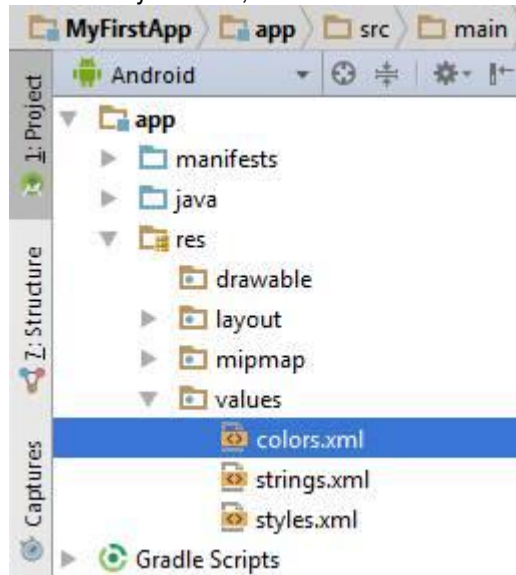 MyFirstApp app src main
Android
1: Project
app
manifests
java
res
drawable
layout
mipmap
values
colors.xml
strings.xml
styles.xml
Gradle Scripts
7: Structure
Captures